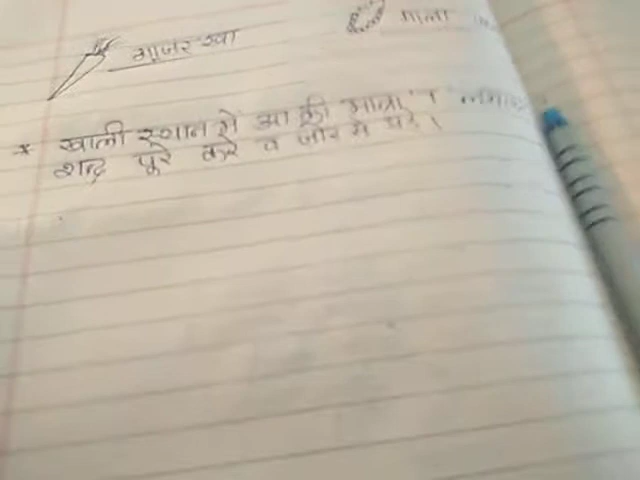 माला
गाजर खा
* खाली स्थान में आ की मात्रा ा लगाकर
शब्द पूरे करे व जोर से पढे।